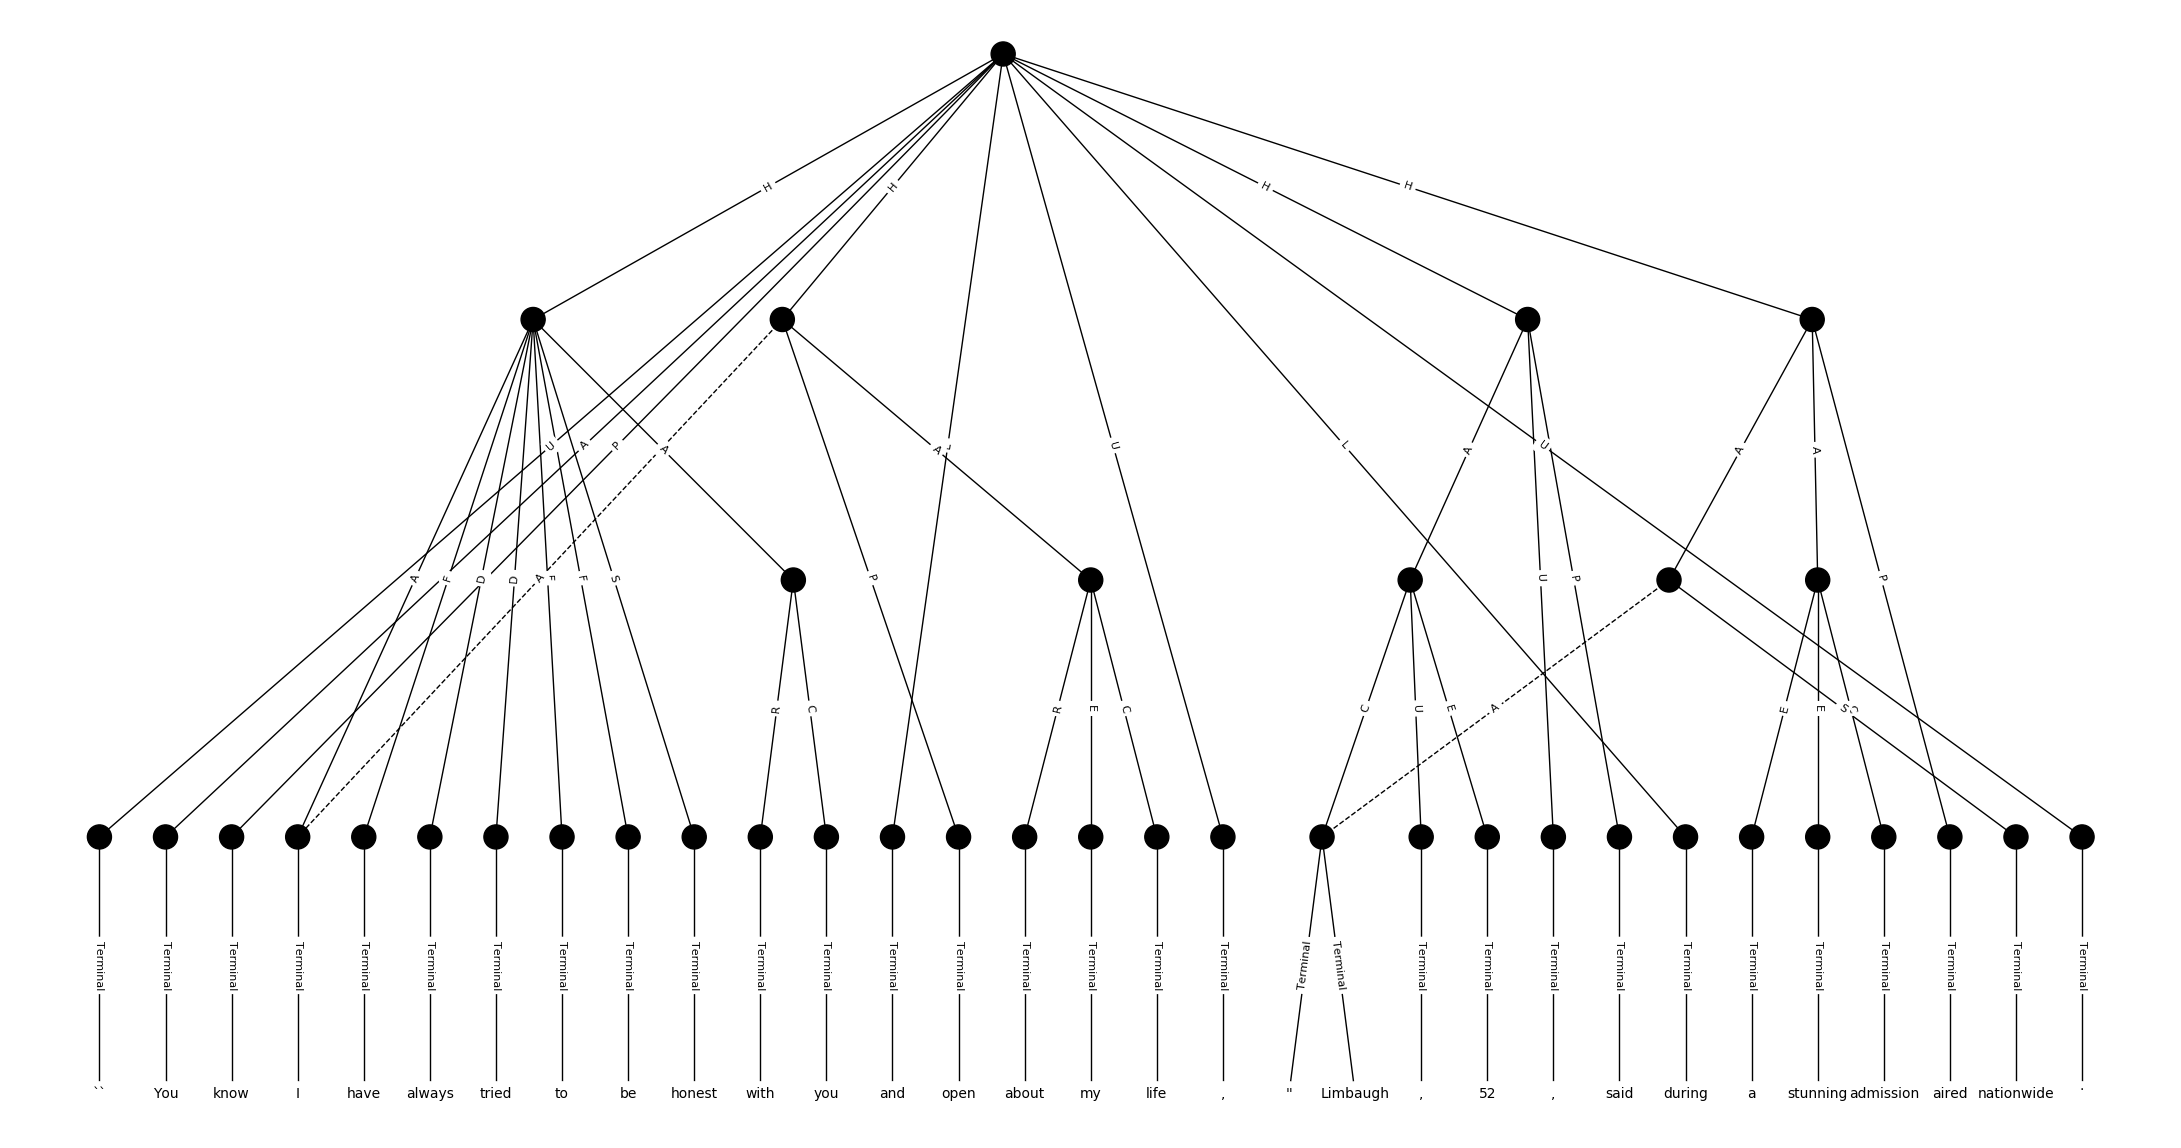 H H H H
U A P A A L U L U A A A
A F D D A F F S P U P P
R C R E C C U E A E E S C
Terminal Terminal Terminal Terminal Terminal Terminal Terminal Terminal Terminal Terminal Terminal Terminal Terminal Terminal Terminal Terminal Terminal Terminal Terminal Terminal Terminal Terminal Terminal Terminal Terminal Terminal Terminal Terminal Terminal Terminal Terminal
`` You know I have always tried to be honest with you and open about my life , " Limbaugh , 52 , said during a stunning admission aired nationwide .